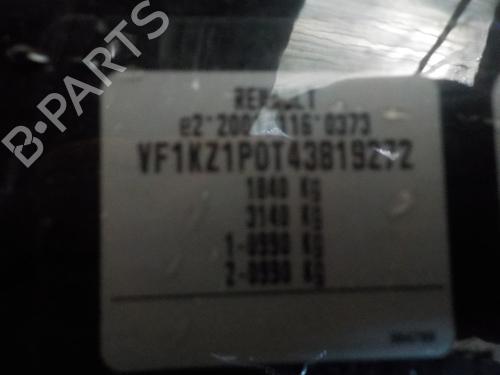 B-PARTS
RENAULT
e2*2001*116*0373
VF1KZ1P0T43819272
1840 KG
3140 KG
1-0990 KG
2-0990 KG